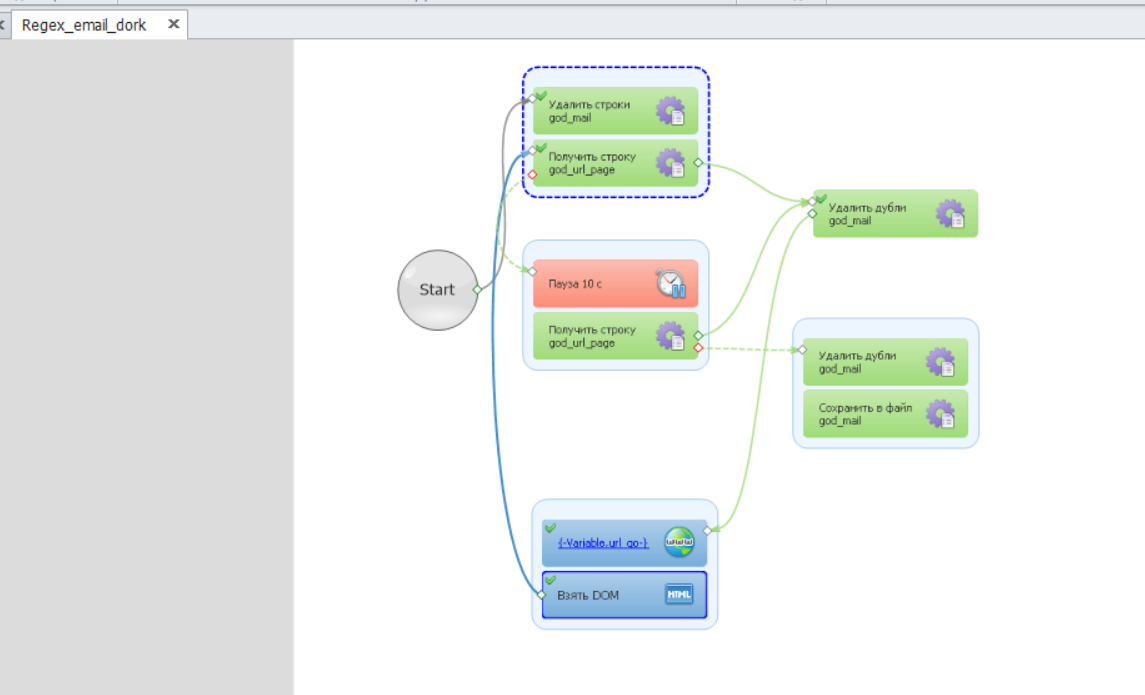 Regex_email_dork
Удалить строки
god_mail
Получить строку
god_url_page
Удалить дубли
god_mail
Start
Пауза 10 с
Получить строку
god_url_page
Удалить дубли
god_mail
Сохранить в файл
god_mail
{-Variable.url_go-}
Взять DOM
HTML